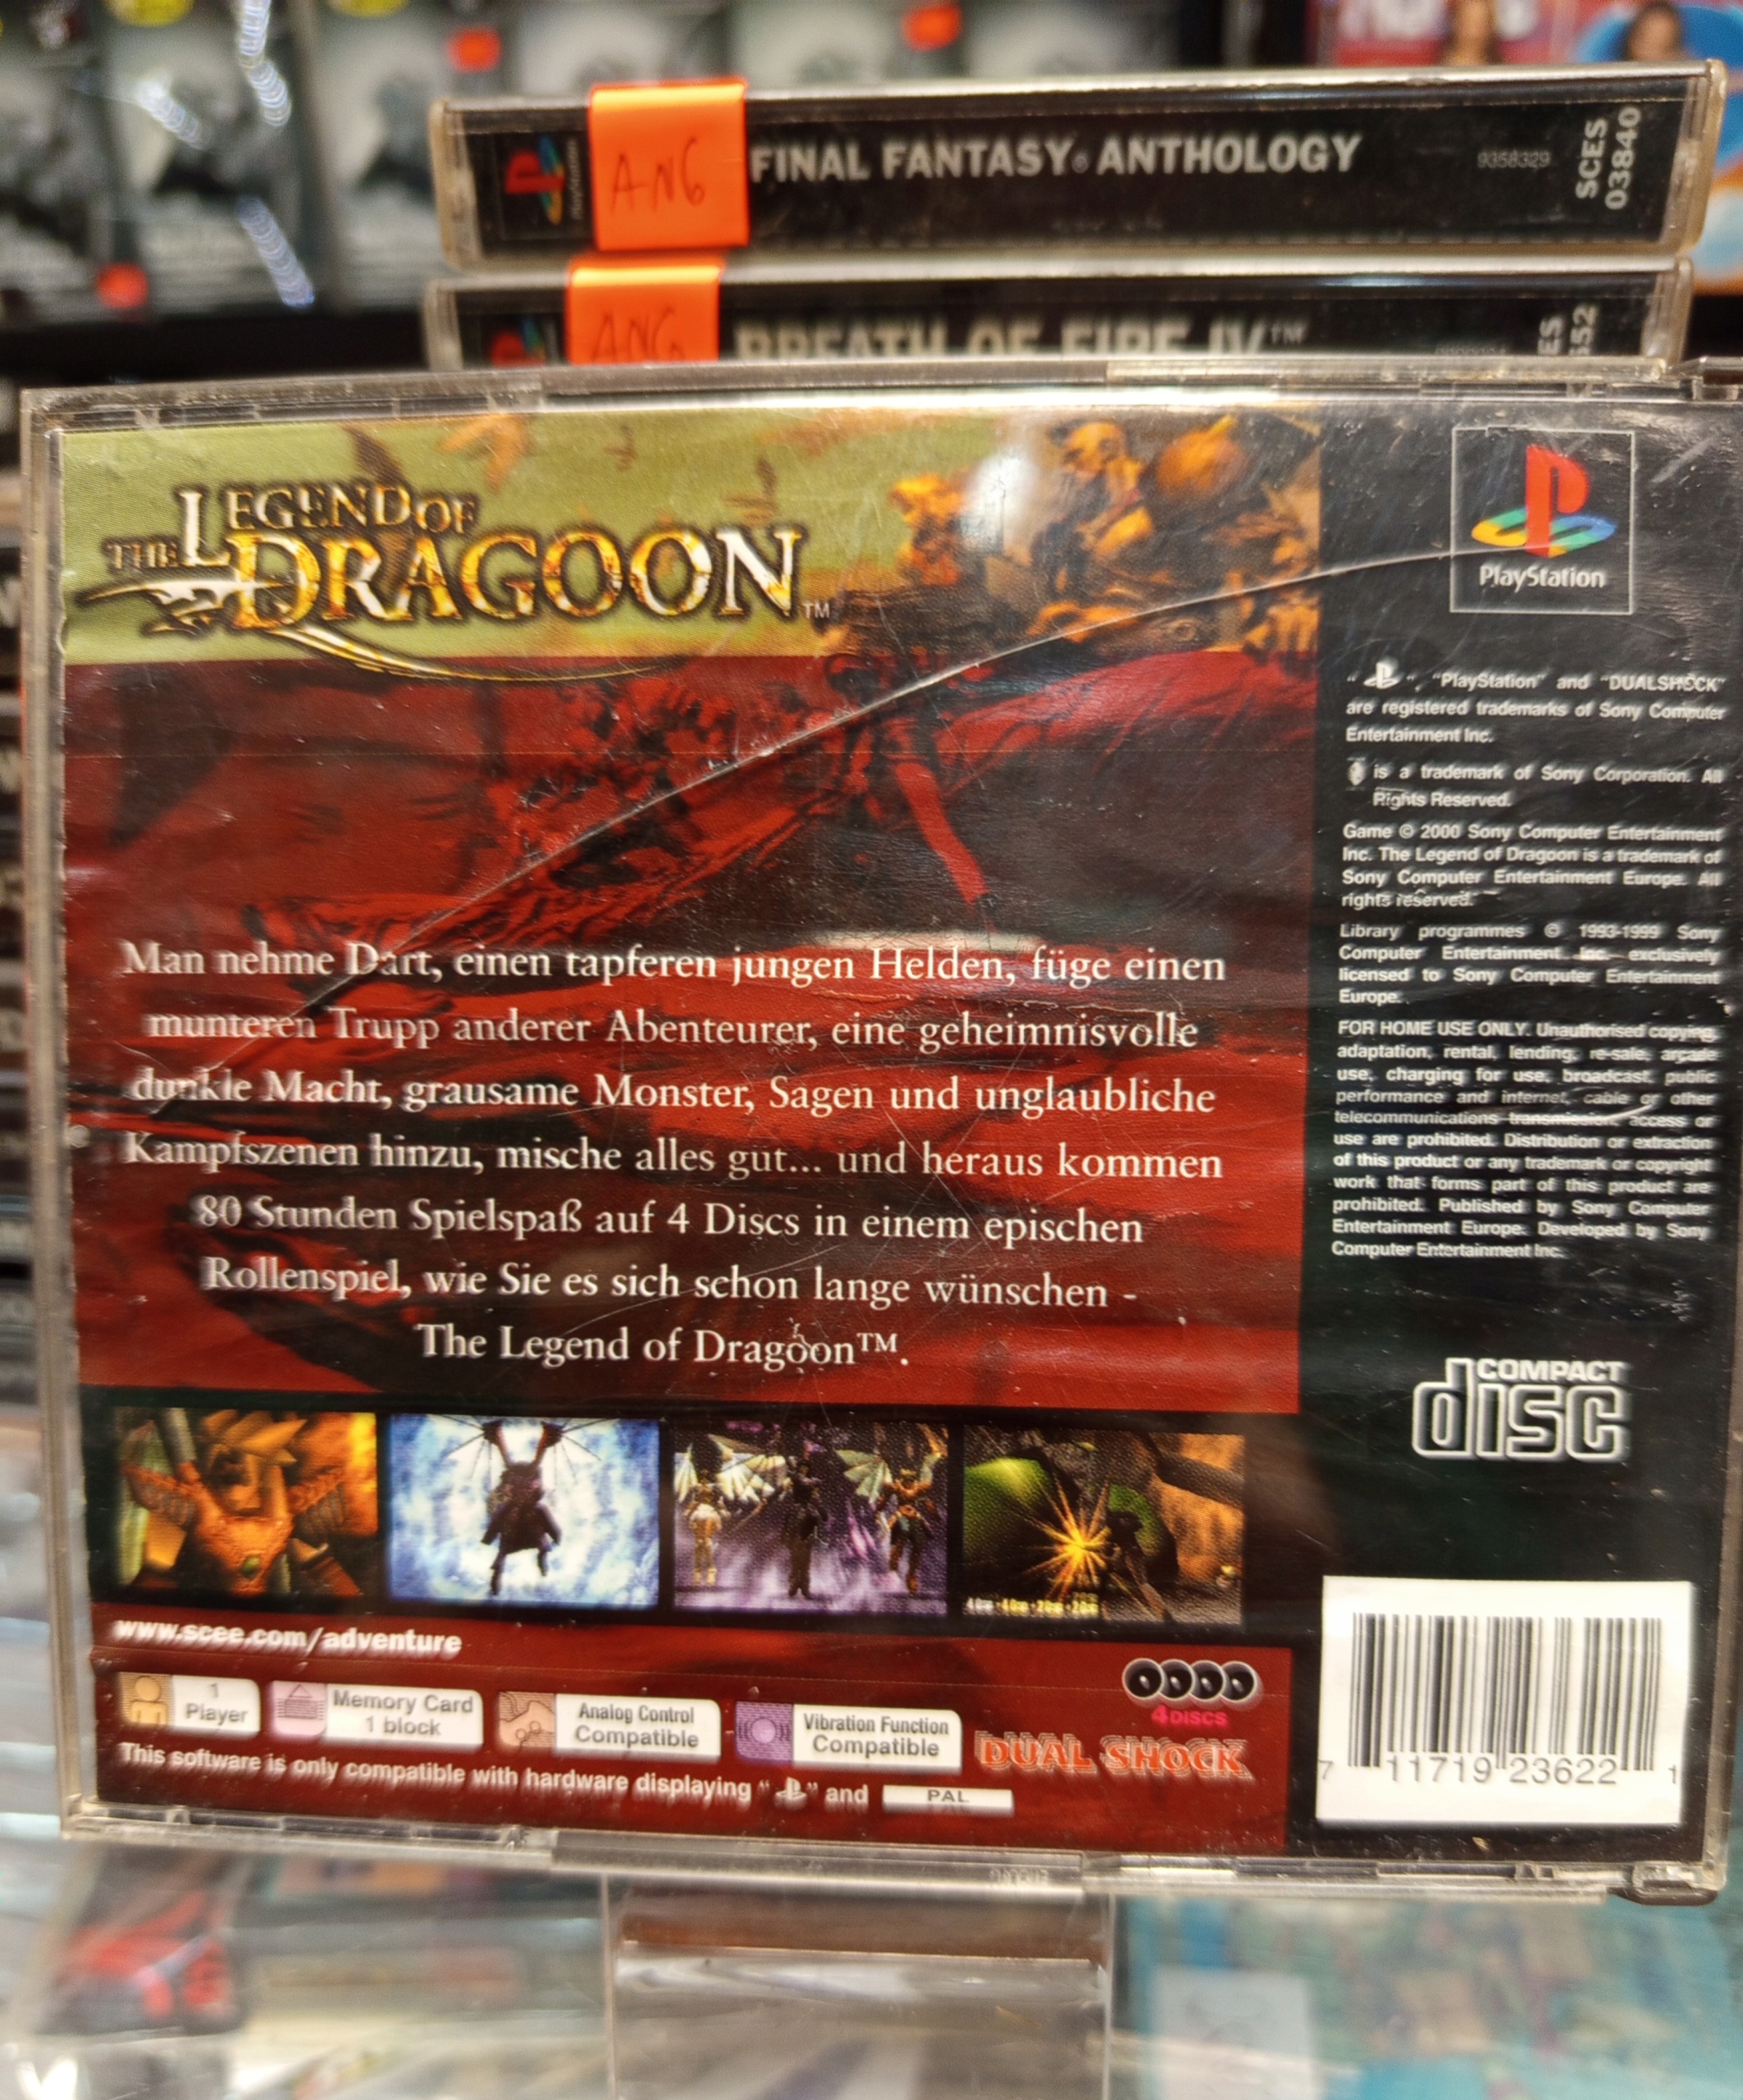 ANG
FINAL FANTASY® ANTHOLOGY
9358329
SCES
03840
ANG
BREATH OF FIRE IV™
THE LEGEND OF
DRAGOON™
PlayStation
Man nehme Dart, einen tapferen jungen Helden, füge einen
munteren Trupp anderer Abenteurer, eine geheimnisvolle
dunkle Macht, grausame Monster, Sagen und unglaubliche
Kampfszenen hinzu, mische alles gut... und heraus kommen
80 Stunden Spielspaß auf 4 Discs in einem epischen
Rollenspiel, wie Sie es sich schon lange wünschen -
The Legend of Dragoon™.
" ", "PlayStation" and "DUALSHOCK"
are registered trademarks of Sony Computer
Entertainment Inc.
is a trademark of Sony Corporation. All
Rights Reserved.
Game © 2000 Sony Computer Entertainment
Inc. The Legend of Dragoon is a trademark of
Sony Computer Entertainment Europe. All
rights reserved.
Library programmes © 1993-1999 Sony
Computer Entertainment Inc. exclusively
licensed to Sony Computer Entertainment
Europe.
FOR HOME USE ONLY. Unauthorised copying,
adaptation, rental, lending, re-sale, arcade
use, charging for use, broadcast, public
performance and internet, cable or other
telecommunications transmission, access or
use are prohibited. Distribution or extraction
of this product or any trademark or copyright
work that forms part of this product are
prohibited. Published by Sony Computer
Entertainment Europe. Developed by Sony
Computer Entertainment Inc.
COMPACT
disc
www.scee.com/adventure
1
Player
Memory Card
1 block
Analog Control
Compatible
Vibration Function
Compatible
4 DISCS
DUAL SHOCK
This software is only compatible with hardware displaying " " and PAL
7 11719 23622 1